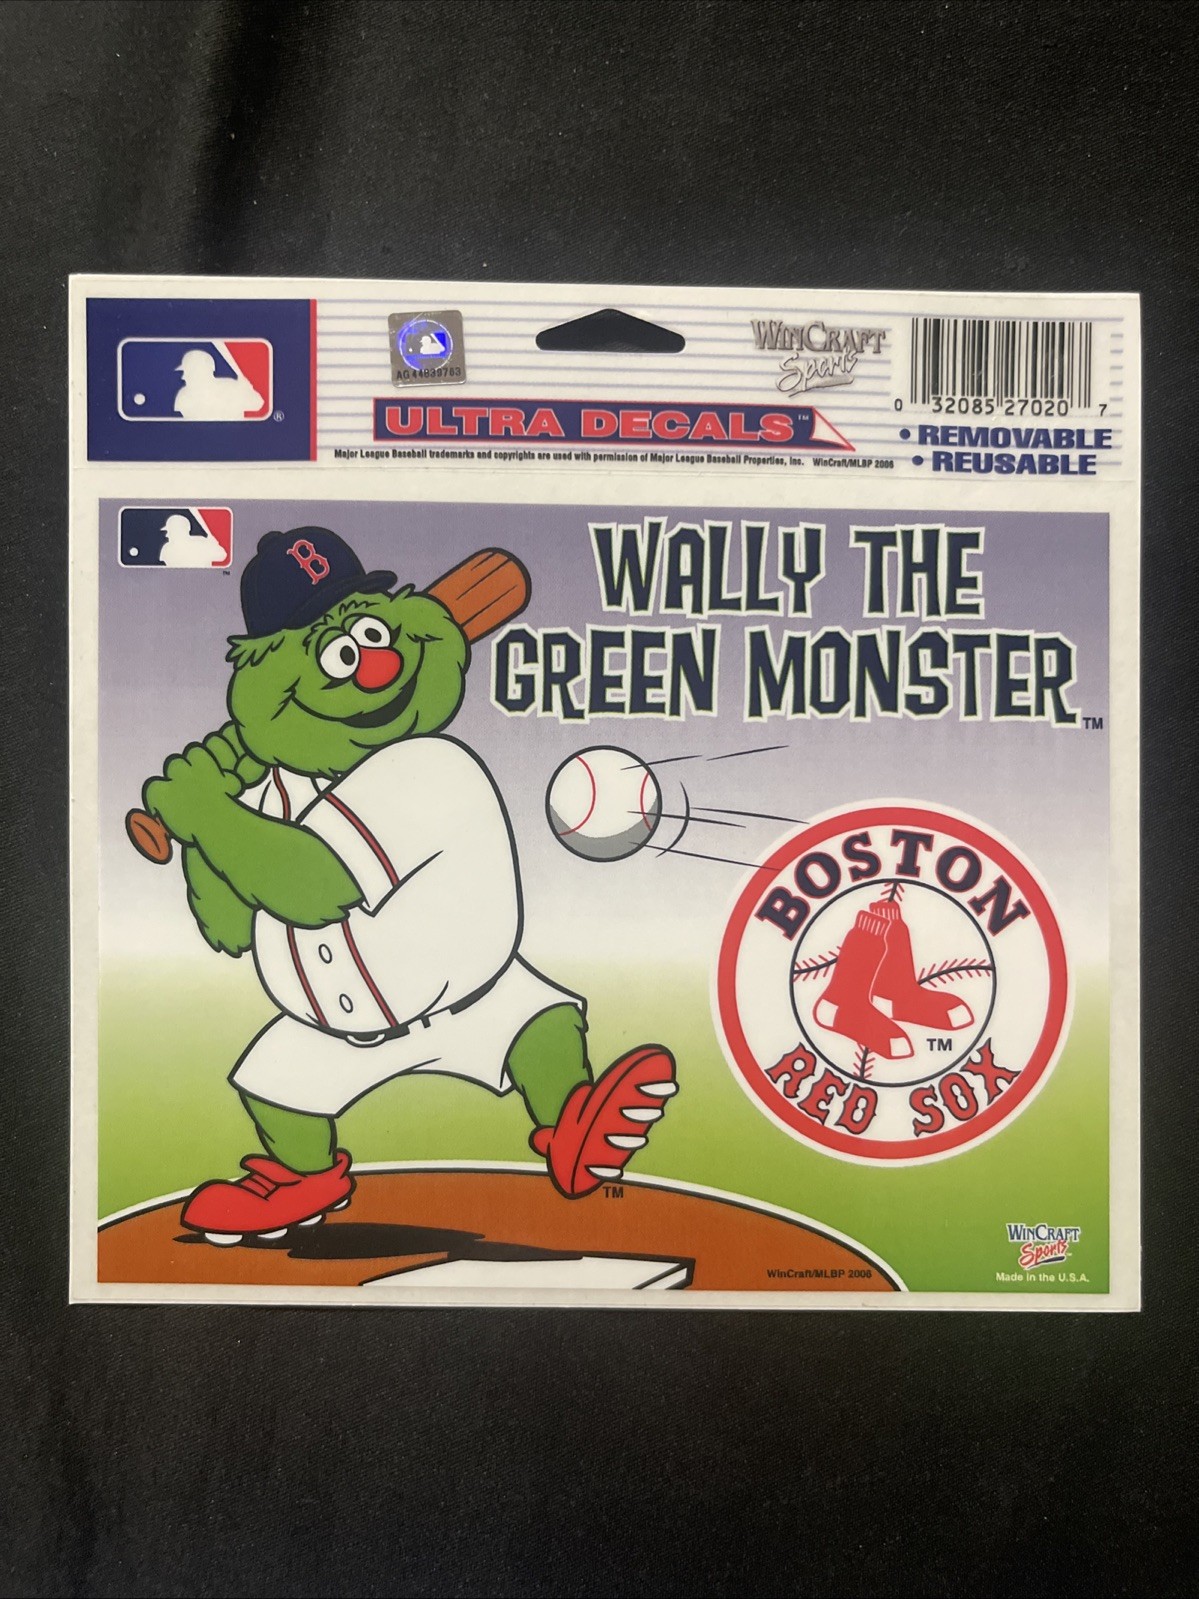 AG 44839763
WINCRAFT
Sports
0 32085 27020 7
ULTRA DECALS™
• REMOVABLE
• REUSABLE
Major League Baseball trademarks and copyrights are used with permission of Major League Baseball Properties, Inc. WinCraft/MLBP 2006
®
B
WALLY THE
GREEN MONSTER™
™
BOSTON
RED SOX
TM
TM
WINCRAFT
Sports
WinCraft/MLBP 2006
Made in the U.S.A.